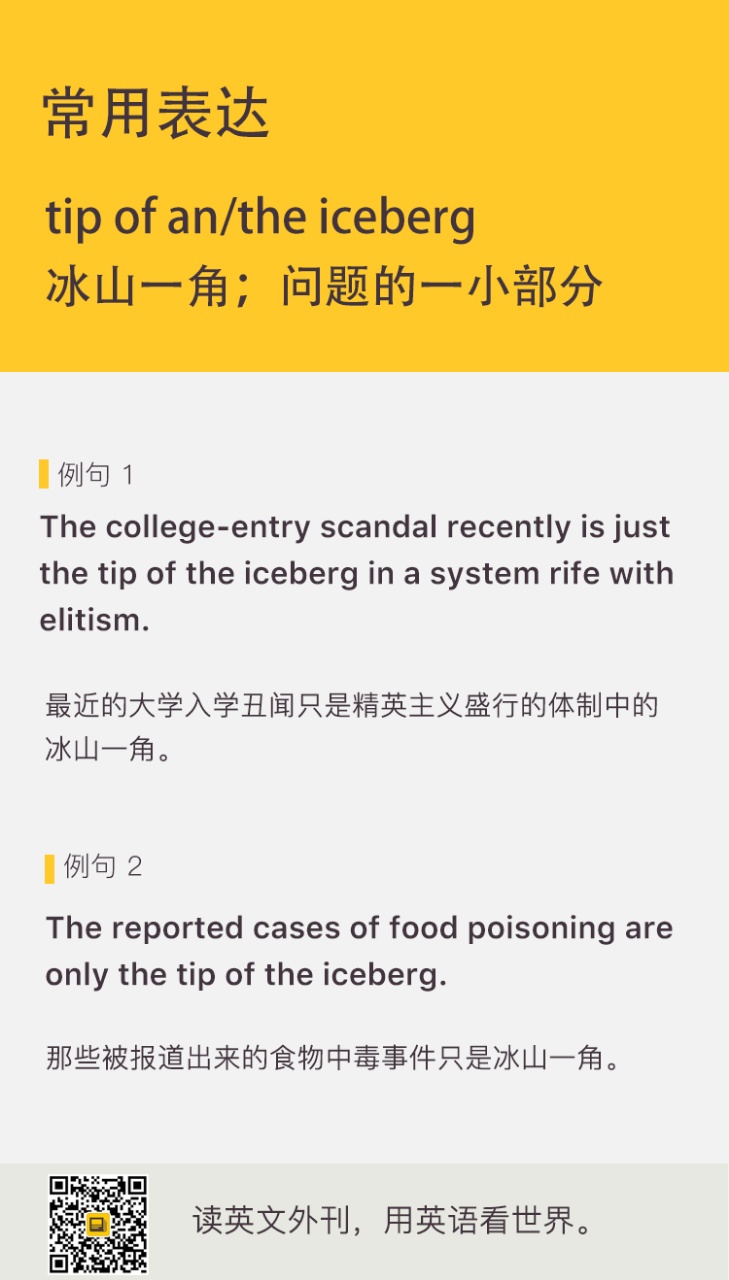 常用表达
tip of an/the iceberg
冰山一角；问题的一小部分
例句 1
The college-entry scandal recently is just
the tip of the iceberg in a system rife with
elitism.
最近的大学入学丑闻只是精英主义盛行的体制中的
冰山一角。
例句 2
The reported cases of food poisoning are
only the tip of the iceberg.
那些被报道出来的食物中毒事件只是冰山一角。
读英文外刊，用英语看世界。